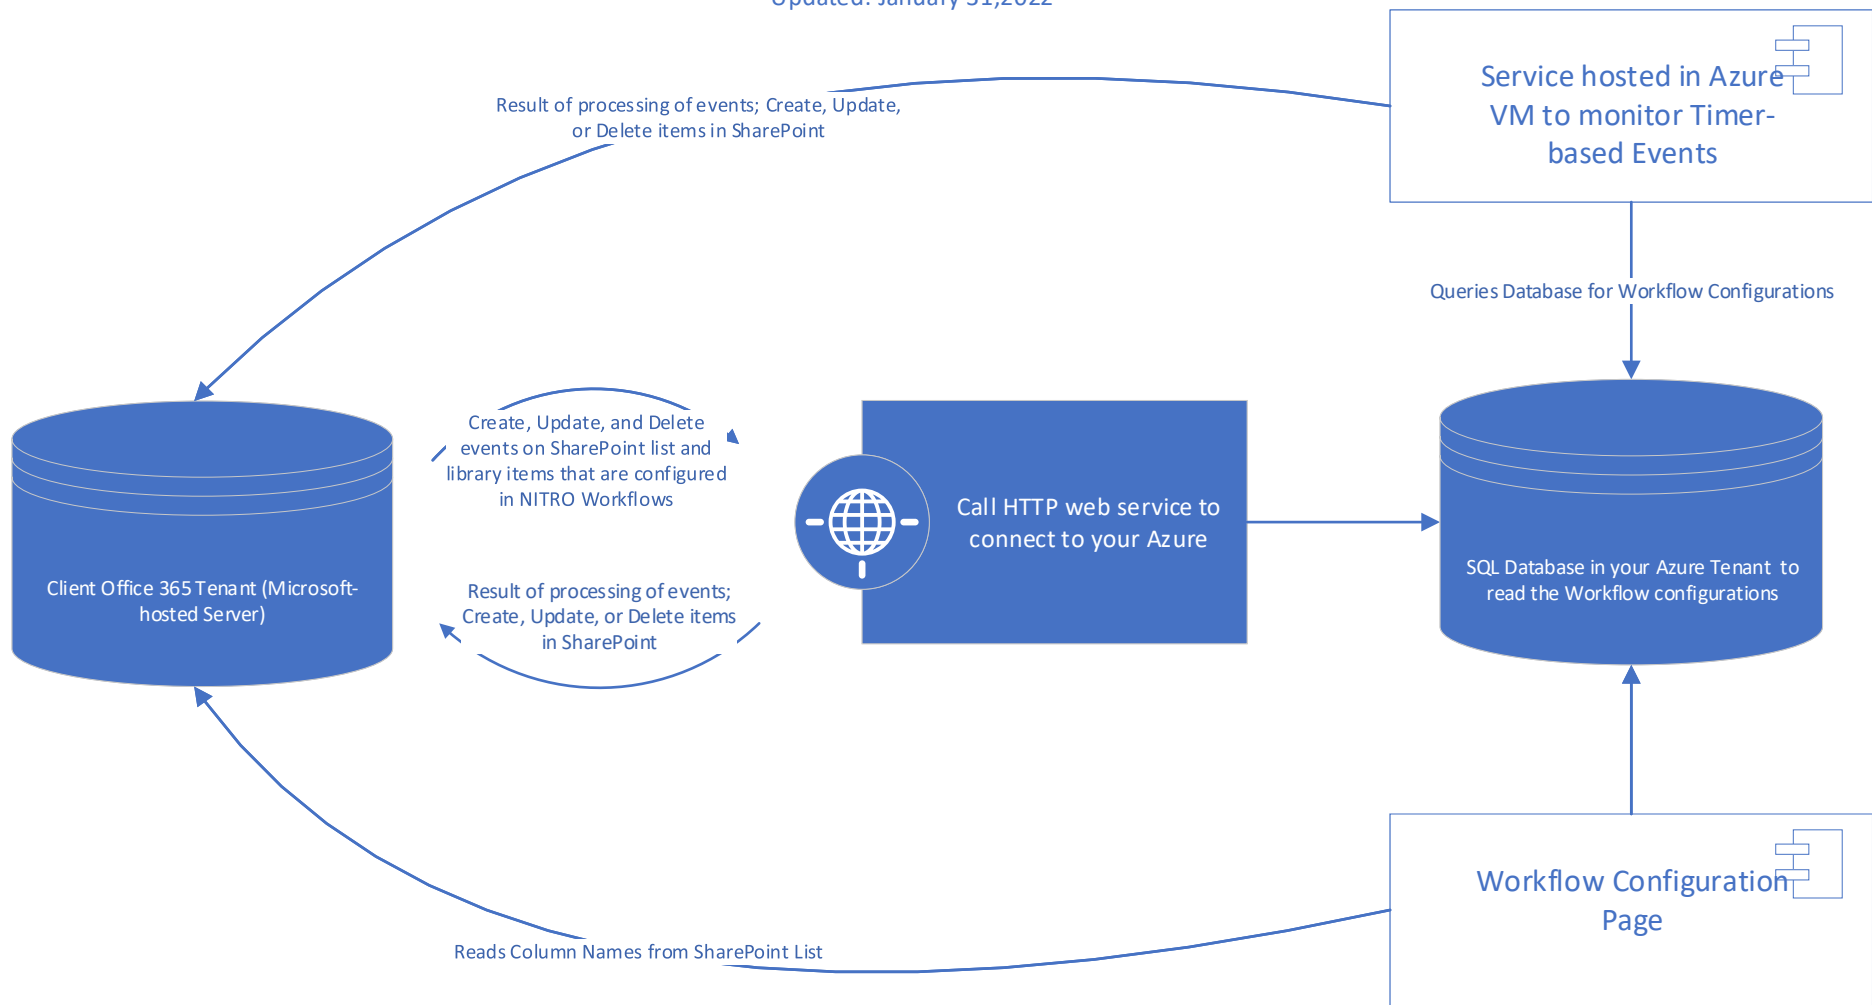 Updated: January 31,2022
Service hosted in Azure
VM to monitor Timer-
based Events
Result of processing of events; Create, Update,
or Delete items in SharePoint
Queries Database for Workflow Configurations
Create, Update, and Delete
events on SharePoint list and
library items that are configured
in NITRO Workflows
Call HTTP web service to
connect to your Azure
Client Office 365 Tenant (Microsoft-
hosted Server)
SQL Database in your Azure Tenant to
read the Workflow configurations
Result of processing of events;
Create, Update, or Delete items
in SharePoint
Workflow Configuration
Page
Reads Column Names from SharePoint List